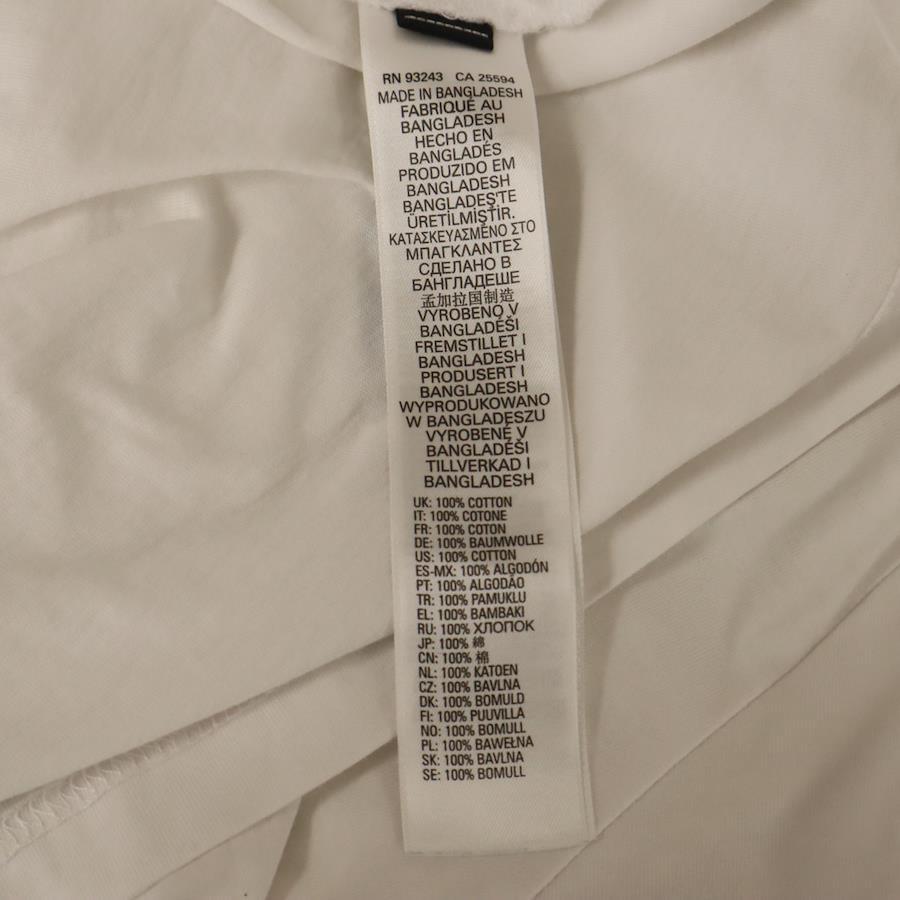 RN 93243 CA 25594
MADE IN BANGLADESH
FABRIQUÉ AU
BANGLADESH
HECHO EN
BANGLADÉS
PRODUZIDO EM
BANGLADESH
BANGLADEŞ'TE
ÜRETİLMİŞTİR.
ΚΑΤΑΣΚΕΥΑΣΜΕΝΟ ΣΤΟ
ΜΠΑΓΚΛΑΝΤΕΣ
СДЕЛАНО В
БАНГЛАДЕШЕ
孟加拉国制造
VYROBENO V
BANGLADÉŠI
FREMSTILLET I
BANGLADESH
PRODUSERT I
BANGLADESH
WYPRODUKOWANO
W BANGLADESZU
VYROBENÉ V
BANGLADÉŠI
TILLVERKAD I
BANGLADESH
UK: 100% COTTON
IT: 100% COTONE
FR: 100% COTON
DE: 100% BAUMWOLLE
US: 100% COTTON
ES-MX: 100% ALGODÓN
PT: 100% ALGODÃO
TR: 100% PAMUKLU
EL: 100% ΒΑΜΒΑΚΙ
RU: 100% ХЛОПОК
JP: 100% 綿
CN: 100% 棉
NL: 100% KATOEN
CZ: 100% BAVLNA
DK: 100% BOMULD
FI: 100% PUUVILLA
NO: 100% BOMULL
PL: 100% BAWEŁNA
SK: 100% BAVLNA
SE: 100% BOMULL